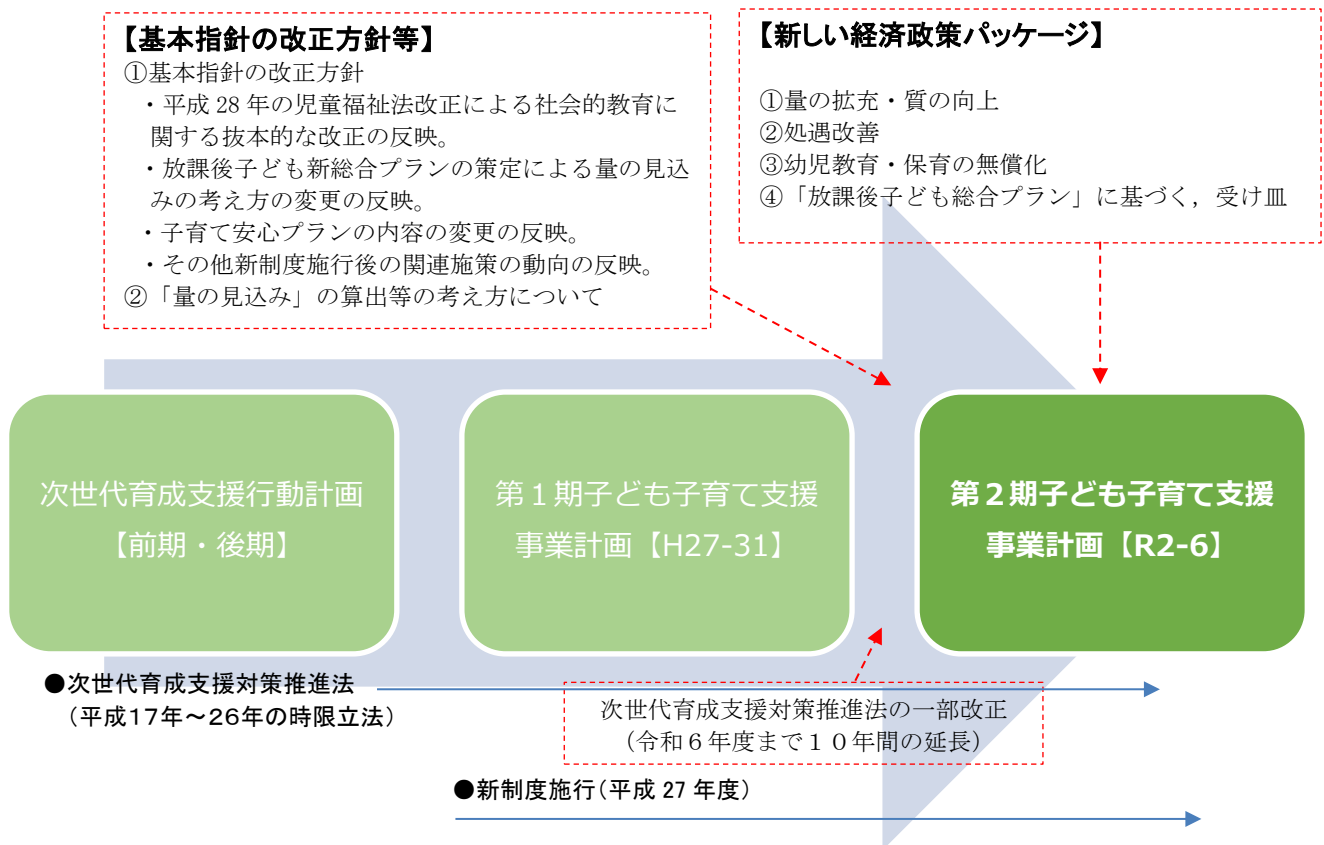 【基本指針の改正方針等】
①基本指針の改正方針
・平成 28 年の児童福祉法改正による社会的教育に
関する抜本的な改正の反映。
・放課後子ども新総合プランの策定による量の見込
みの考え方の変更の反映。
・子育て安心プランの内容の変更の反映。
・その他新制度施行後の関連施策の動向の反映。
②「量の見込み」の算出等の考え方について
【新しい経済政策パッケージ】
①量の拡充・質の向上
②処遇改善
③幼児教育・保育の無償化
④「放課後子ども総合プラン」に基づく，受け皿
次世代育成支援行動計画
【前期・後期】
第１期子ども子育て支援
事業計画【H27-31】
第２期子ども子育て支援
事業計画【R2-6】
●次世代育成支援対策推進法
（平成17年～26年の時限立法）
次世代育成支援対策推進法の一部改正
（令和６年度まで１０年間の延長）
●新制度施行（平成 27 年度）